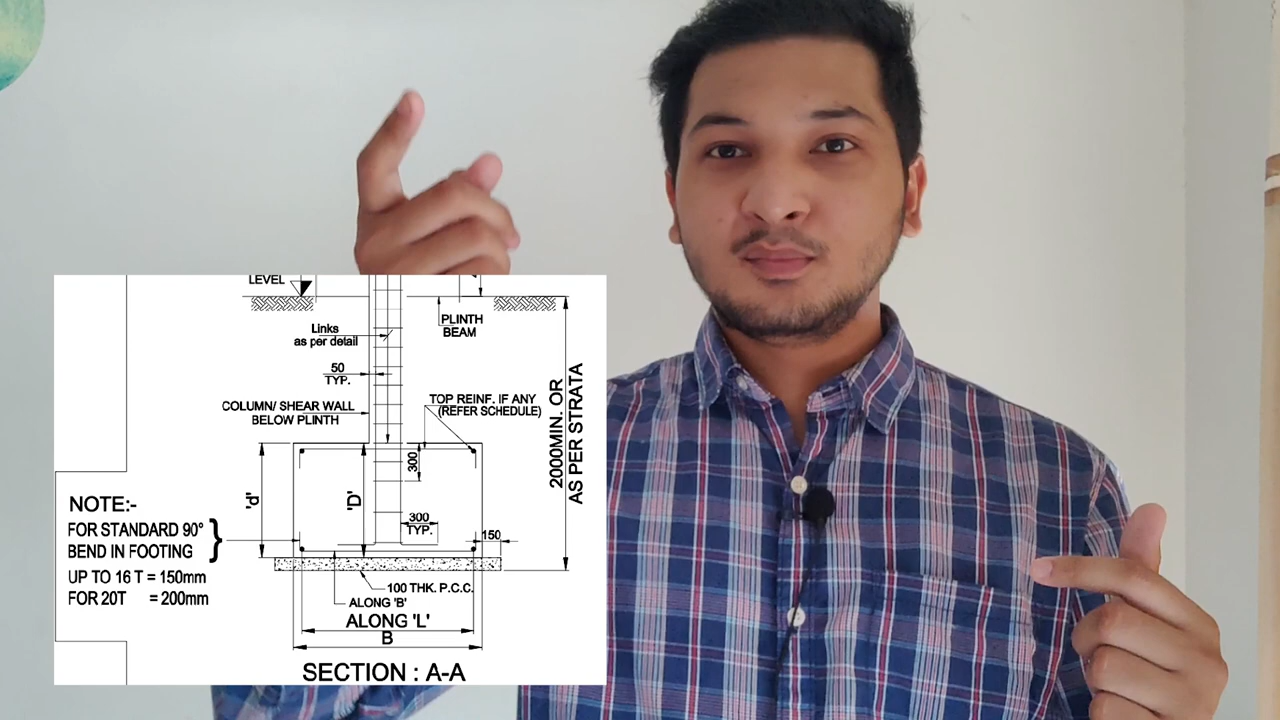 LEVEL
PLINTH
BEAM
Links
as per detail
50
TYP.
COLUMN/ SHEAR WALL
BELOW PLINTH
TOP REINF. IF ANY
(REFER SCHEDULE)
2000MIN. OR
AS PER STRATA
300
'd'
'D'
300
TYP.
150
NOTE:-
FOR STANDARD 90°
BEND IN FOOTING
UP TO 16 T = 150mm
FOR 20T = 200mm
100 THK. P.C.C.
ALONG 'B'
ALONG 'L'
B
SECTION : A-A